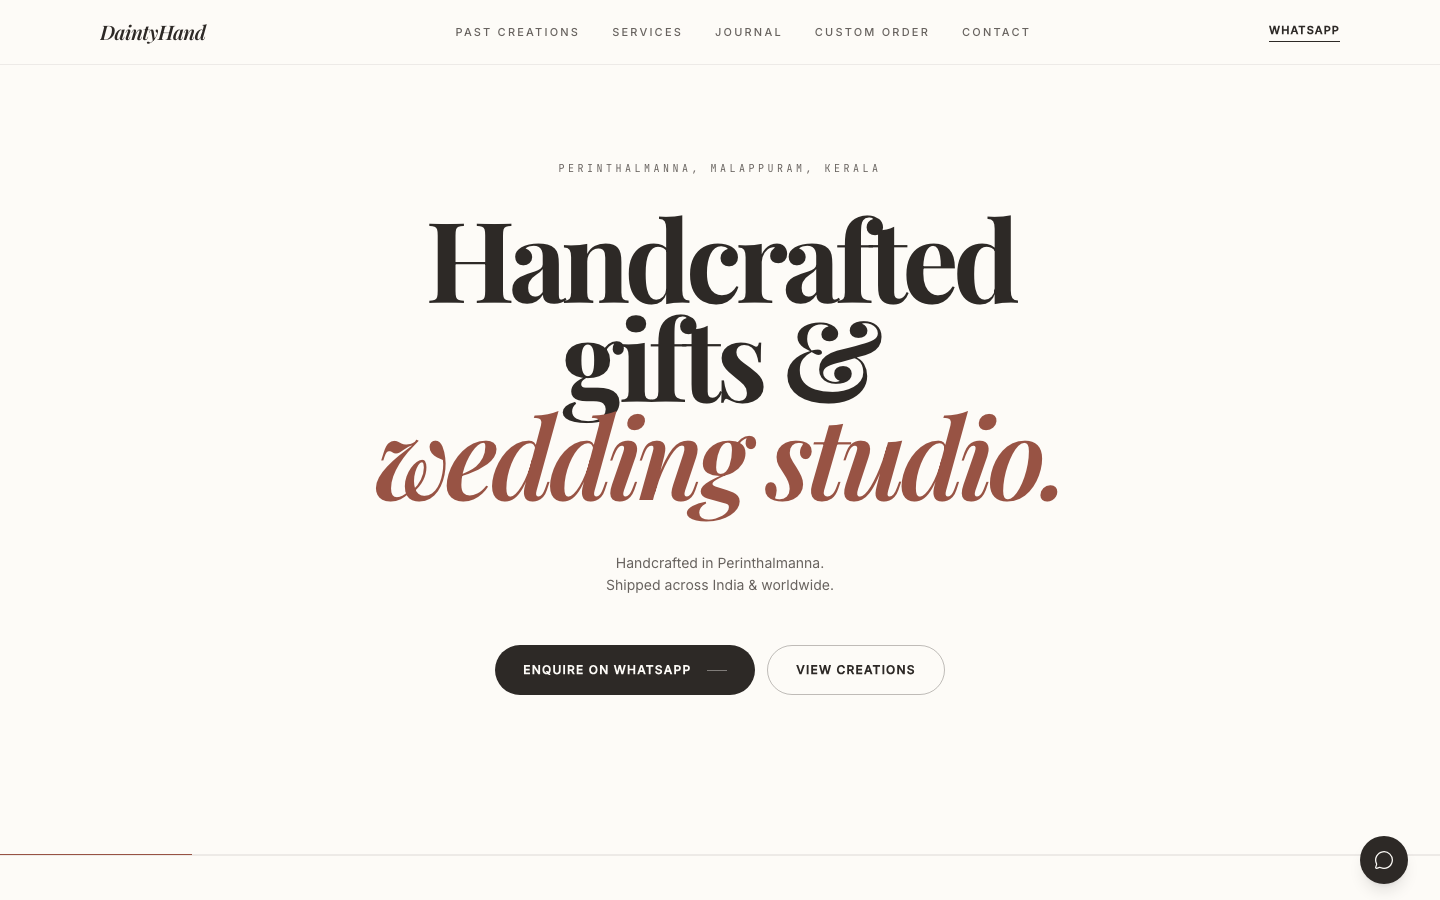 DaintyHand
PAST CREATIONS
SERVICES
JOURNAL
CUSTOM ORDER
CONTACT
WHATSAPP
PERINTHALMANNA, MALAPPURAM, KERALA
Handcrafted
gifts &
wedding studio.
Handcrafted in Perinthalmanna.
Shipped across India & worldwide.
ENQUIRE ON WHATSAPP
VIEW CREATIONS